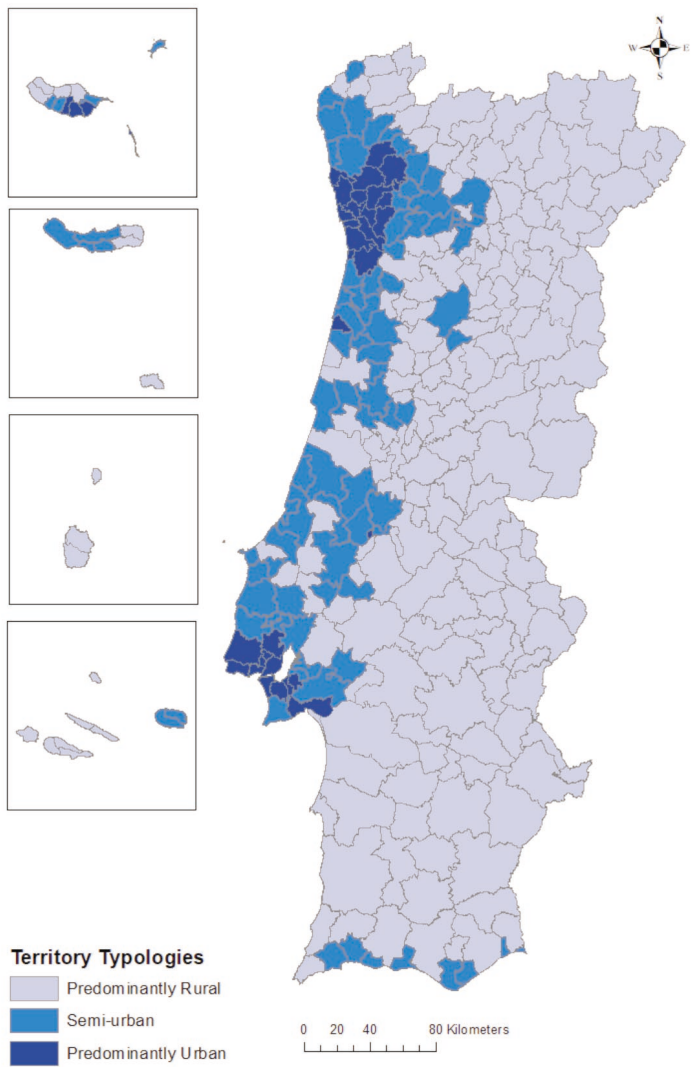 N
W E
S
Territory Typologies
Predominantly Rural
Semi-urban
Predominantly Urban
0 20 40 80 Kilometers